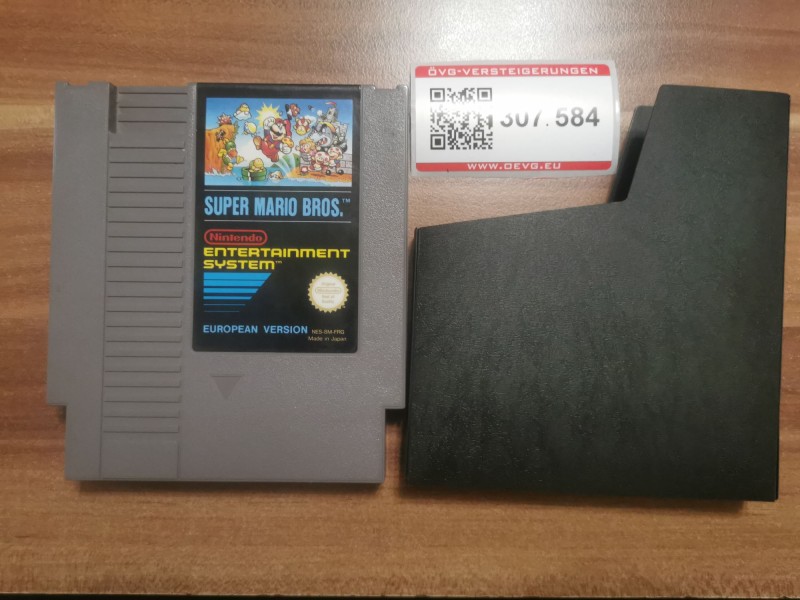 ÖVG-VERSTEIGERUNGEN
307.584
WWW.OEVG.EU
SUPER MARIO BROS.™
Nintendo
ENTERTAINMENT
SYSTEM™
EUROPEAN VERSION NES-SM-FRG
Made in Japan